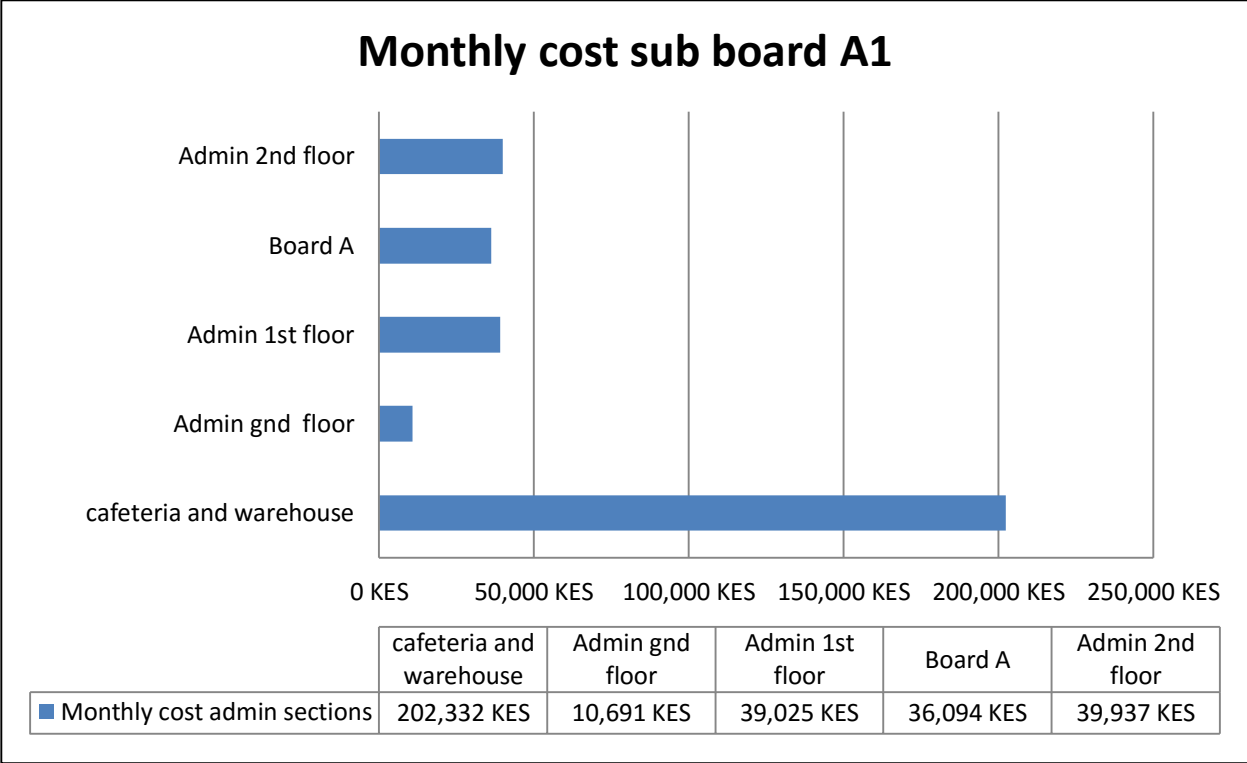 Monthly cost sub board A1
Admin 2nd floor
Board A
Admin 1st floor
Admin gnd  floor
cafeteria and warehouse
0 KES 50,000 KES 100,000 KES 150,000 KES 200,000 KES 250,000 KES
cafeteria and Admin gnd Admin 1st Board A Admin 2nd
warehouse floor floor floor
Monthly cost admin sections 202,332 KES 10,691 KES 39,025 KES 36,094 KES 39,937 KES